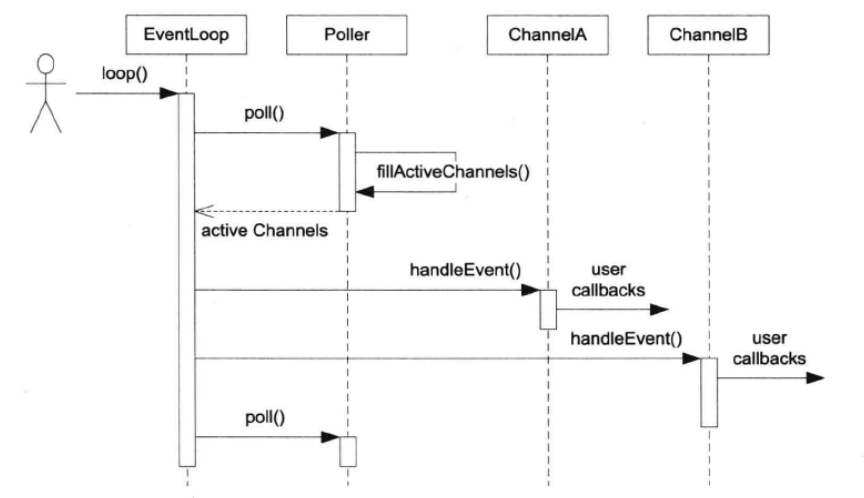 EventLoop
Poller
ChannelA
ChannelB
loop()
poll()
fillActiveChannels()
active Channels
handleEvent()
user
callbacks
handleEvent()
user
callbacks
poll()